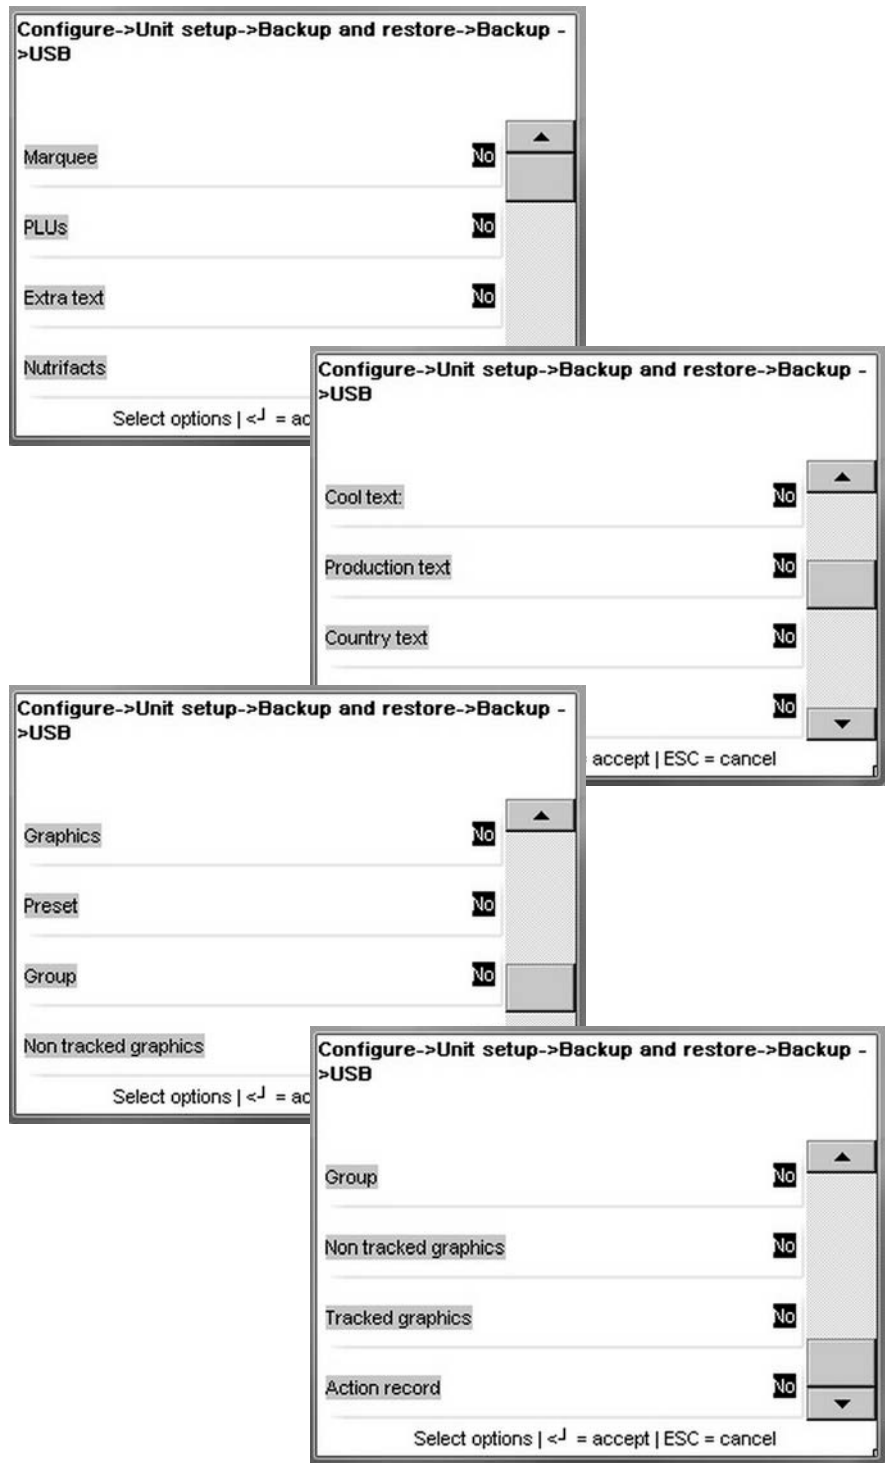 Configure->Unit setup->Backup and restore->Backup -
>USB
Marquee No
PLUs No
Extra text No
Nutrifacts
Select options | <┘ = ac
Configure->Unit setup->Backup and restore->Backup -
>USB
Cool text: No
Production text No
Country text No
No
accept | ESC = cancel
Configure->Unit setup->Backup and restore->Backup -
>USB
Graphics No
Preset No
Group No
Non tracked graphics
Select options | <┘ = ac
Configure->Unit setup->Backup and restore->Backup -
>USB
Group No
Non tracked graphics No
Tracked graphics No
Action record No
Select options | <┘ = accept | ESC = cancel